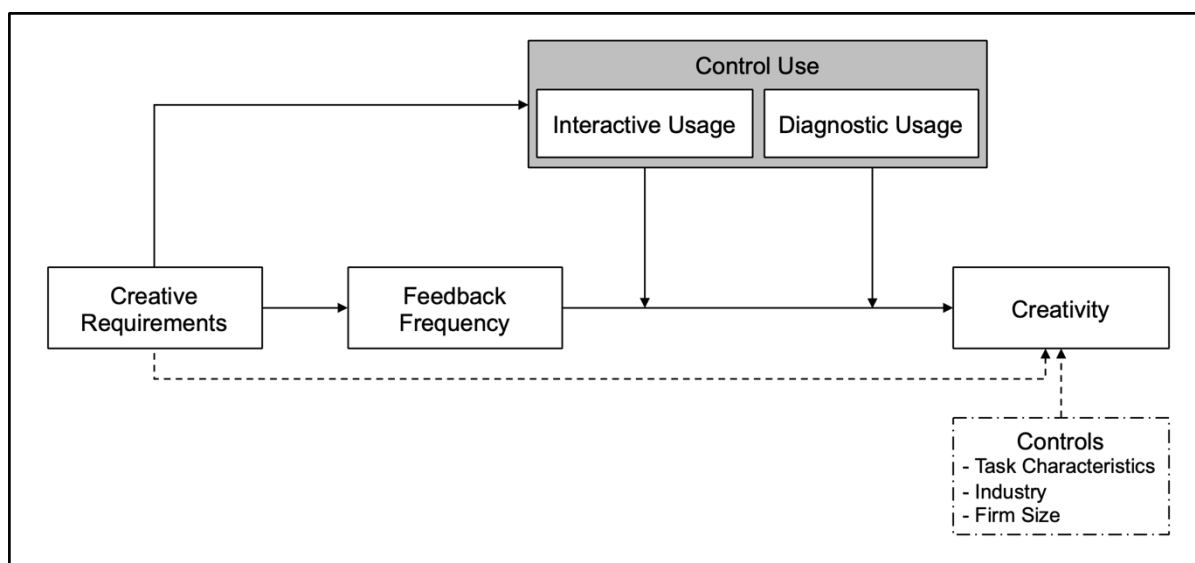 Control Use
Interactive Usage
Diagnostic Usage
Creative
Requirements
Feedback
Frequency
Creativity
Controls
- Task Characteristics
- Industry
- Firm Size